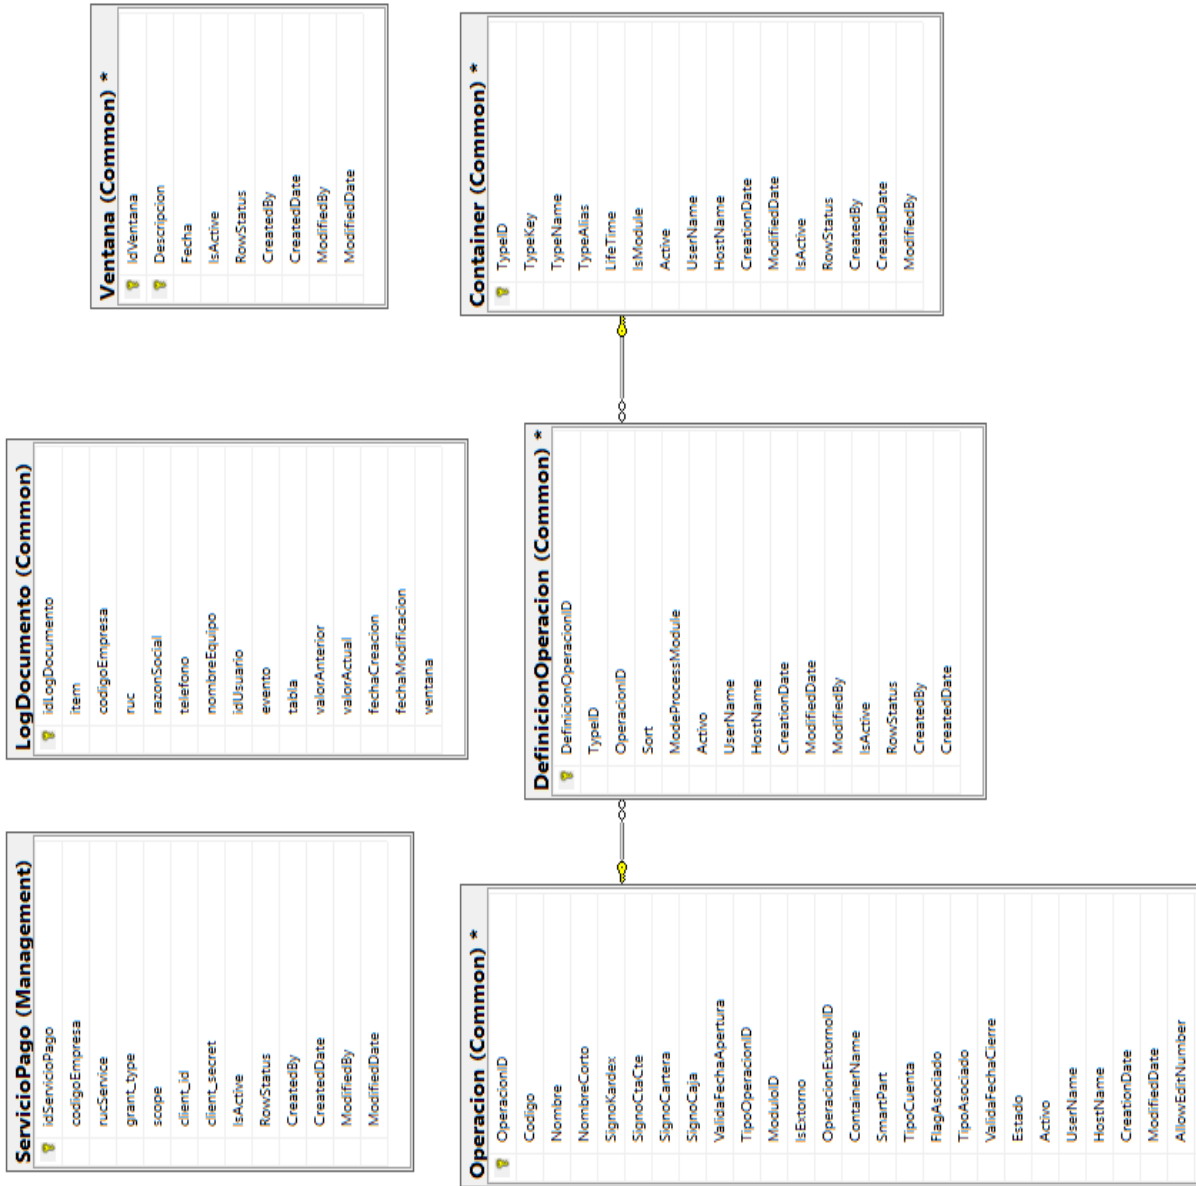 ServicioPago (Management)
idServicioPago
codigoEmpresa
rucService
grant_type
scope
client_id
client_secret
IsActive
RowStatus
CreatedBy
CreatedDate
ModifiedBy
ModifiedDate
LogDocumento (Common)
idLogDocumento
item
codigoEmpresa
ruc
razonSocial
telefono
nombreEquipo
idUsuario
evento
tabla
valorAnterior
valorActual
fechaCreacion
fechaModificacion
ventana
Ventana (Common) *
IdVentana
Descripcion
Fecha
IsActive
RowStatus
CreatedBy
CreatedDate
ModifiedBy
ModifiedDate
Operacion (Common) *
OperacionID
Codigo
Nombre
NombreCorto
SignoKardex
SignoCtaCte
SignoCartera
SignoCaja
ValidaFechaApertura
TipoOperacionID
ModuloID
IsExtorno
OperacionExtornoID
ContainerName
SmartPart
TipoCuenta
FlagAsociado
TipoAsociado
ValidaFechaCierre
Estado
Activo
UserName
HostName
CreationDate
ModifiedDate
AllowEditNumber
DefinicionOperacion (Common) *
DefinicionOperacionID
TypeID
OperacionID
Sort
ModeProcessModule
Activo
UserName
HostName
CreationDate
ModifiedDate
ModifiedBy
IsActive
RowStatus
CreatedBy
CreatedDate
Container (Common) *
TypeID
TypeKey
TypeName
TypeAlias
LifeTime
IsModule
Active
UserName
HostName
CreationDate
ModifiedDate
IsActive
RowStatus
CreatedBy
CreatedDate
ModifiedBy